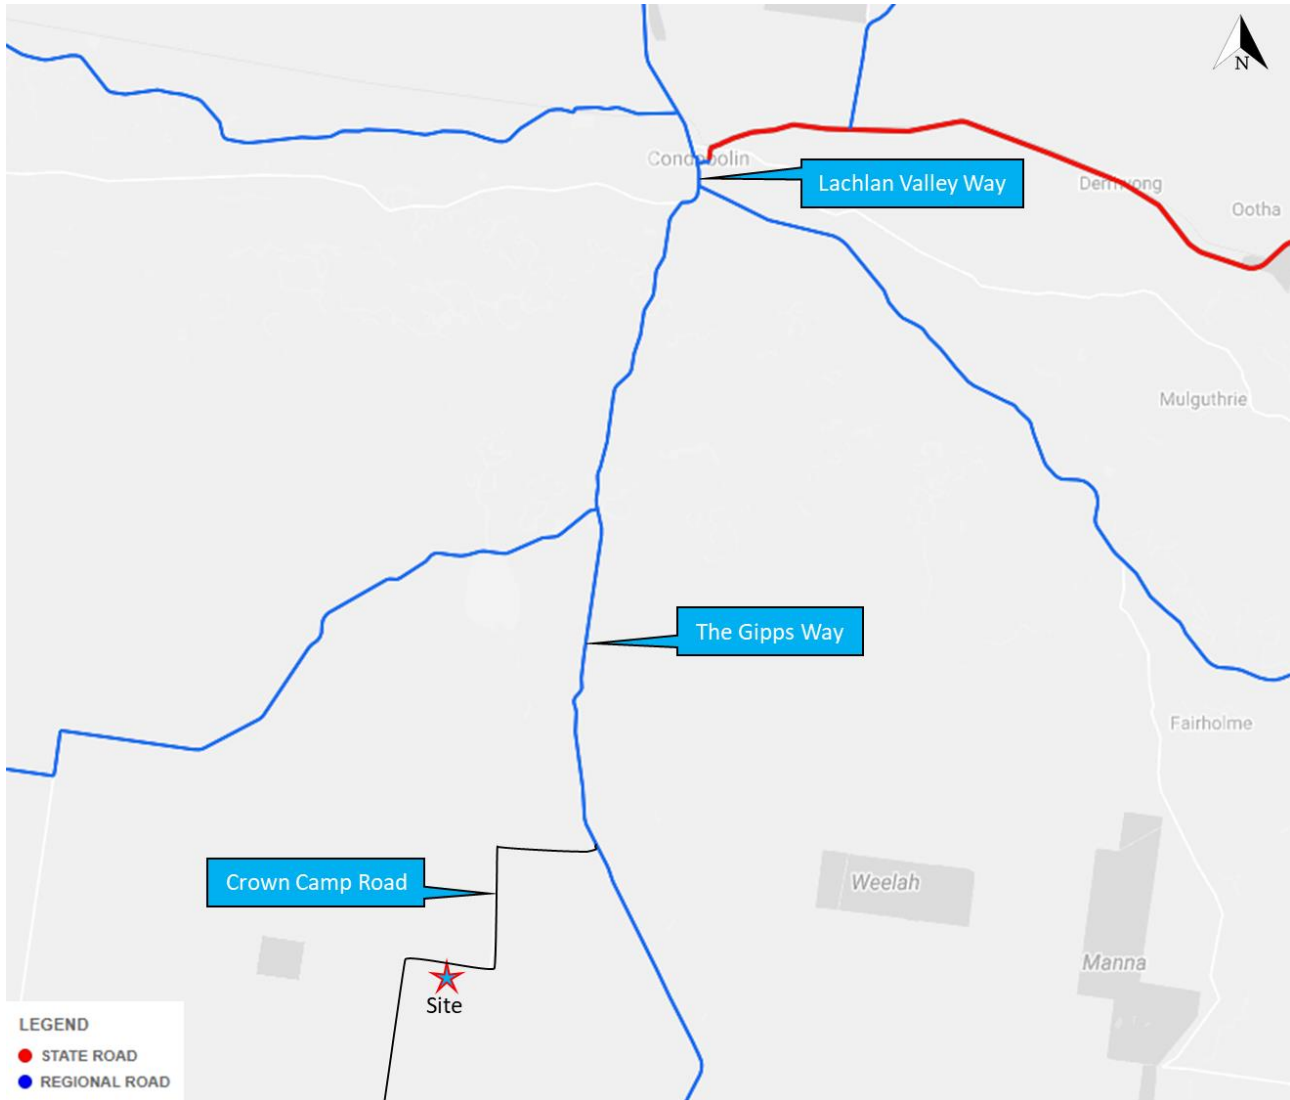 N
Condobolin
Lachlan Valley Way
Derriwong
Ootha
Mulguthrie
The Gipps Way
Fairholme
Crown Camp Road
Weelah
Manna
Site
LEGEND
STATE ROAD
REGIONAL ROAD